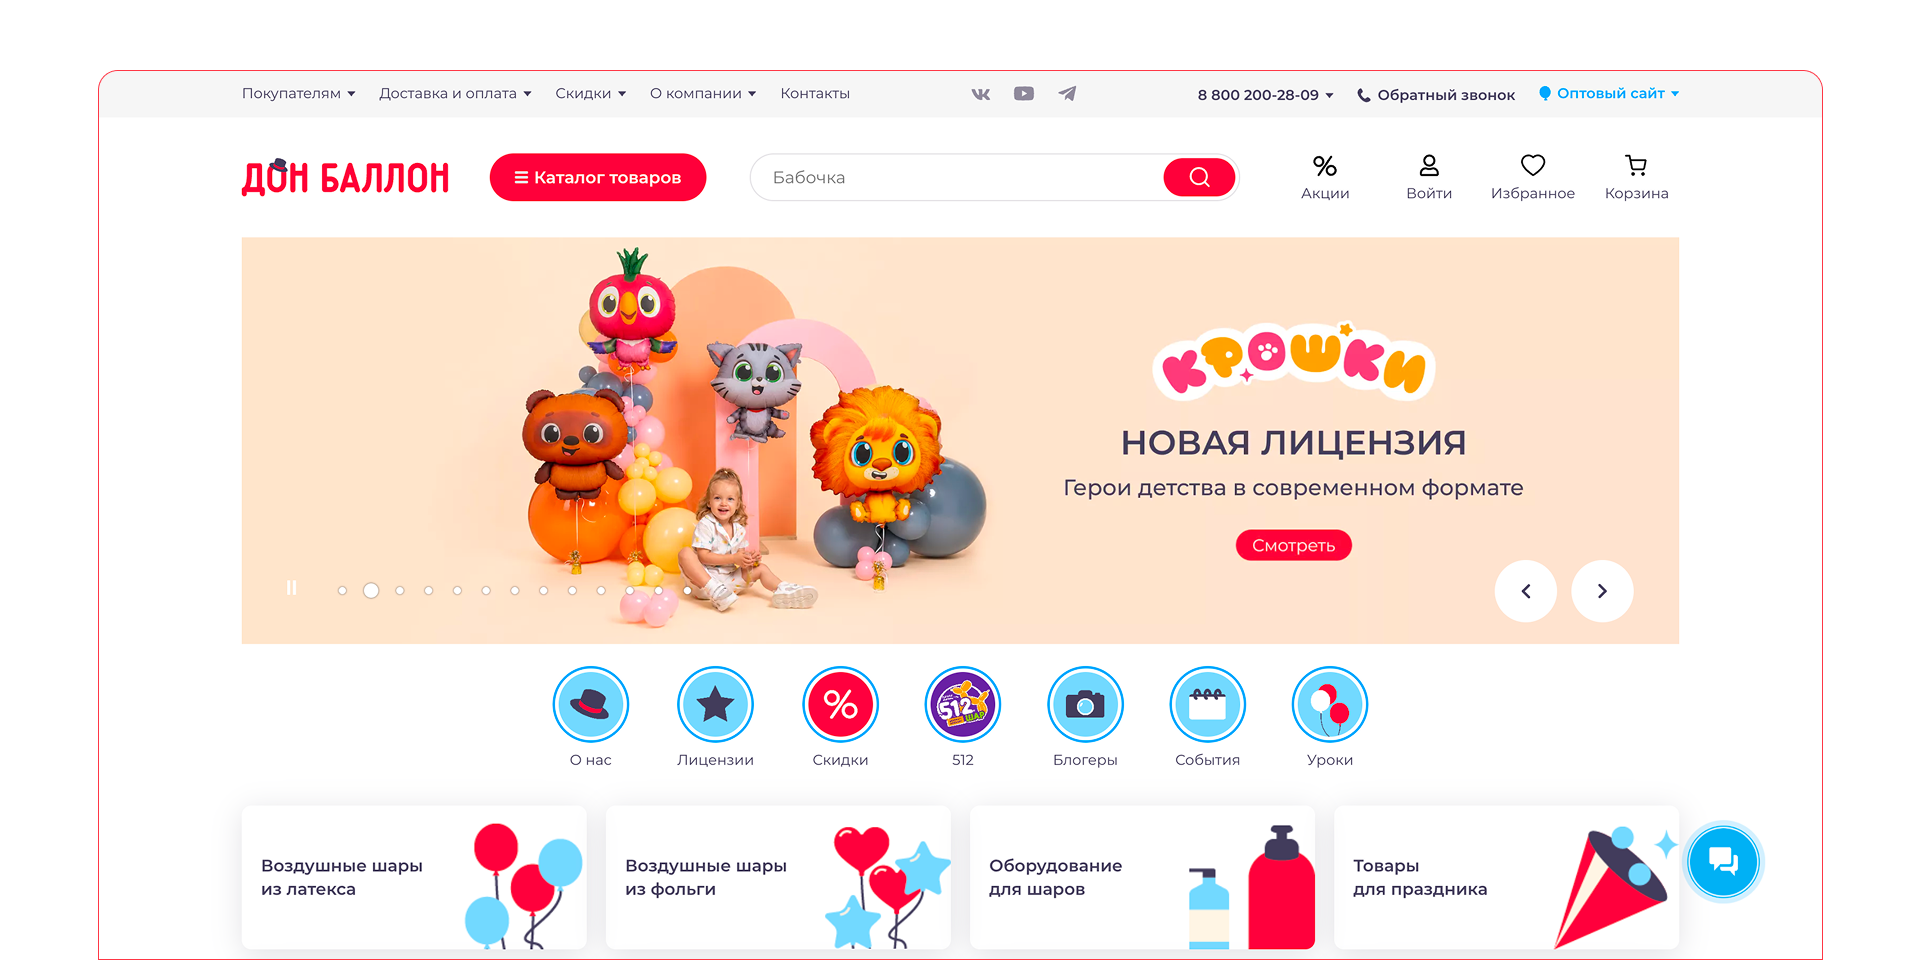 Покупателям
Доставка и оплата
Скидки
О компании
Контакты
8 800 200-28-09
Обратный звонок
Оптовый сайт
ДОН БАЛЛОН
Каталог товаров
Бабочка
Акции
Войти
Избранное
Корзина
КРОШКИ
НОВАЯ ЛИЦЕНЗИЯ
Герои детства в современном формате
Смотреть
512
ШАР
О нас
Лицензии
Скидки
512
Блогеры
События
Уроки
Воздушные шары
из латекса
Воздушные шары
из фольги
Оборудование
для шаров
Товары
для праздника